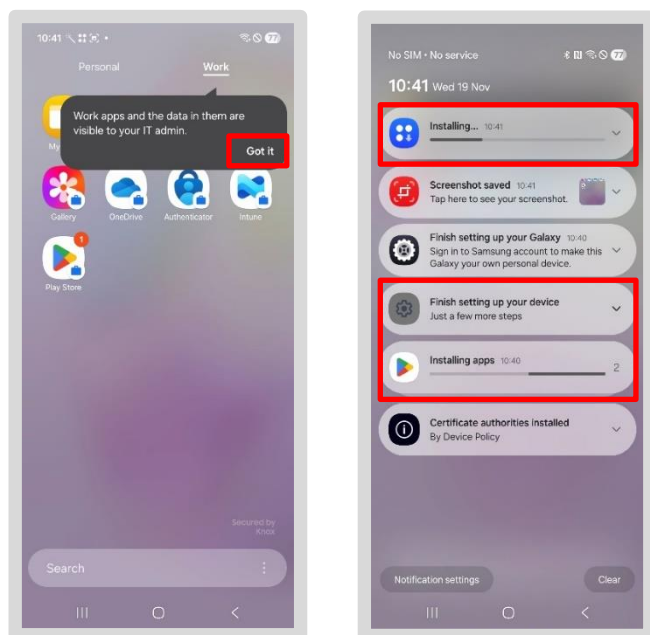 10:41
77
Personal
Work
Work apps and the data in them are
visible to your IT admin.
Got it
My
Gallery
OneDrive
Authenticator
Intune
1
Play Store
Secured by
Knox
Search
No SIM • No service
77
10:41 Wed 19 Nov
Installing... 10:41
Screenshot saved 10:41
Tap here to see your screenshot.
Finish setting up your Galaxy 10:40
Sign in to Samsung account to make this
Galaxy your own personal device.
Finish setting up your device
Just a few more steps
Installing apps 10:40
2
Certificate authorities installed
By Device Policy
Notification settings
Clear